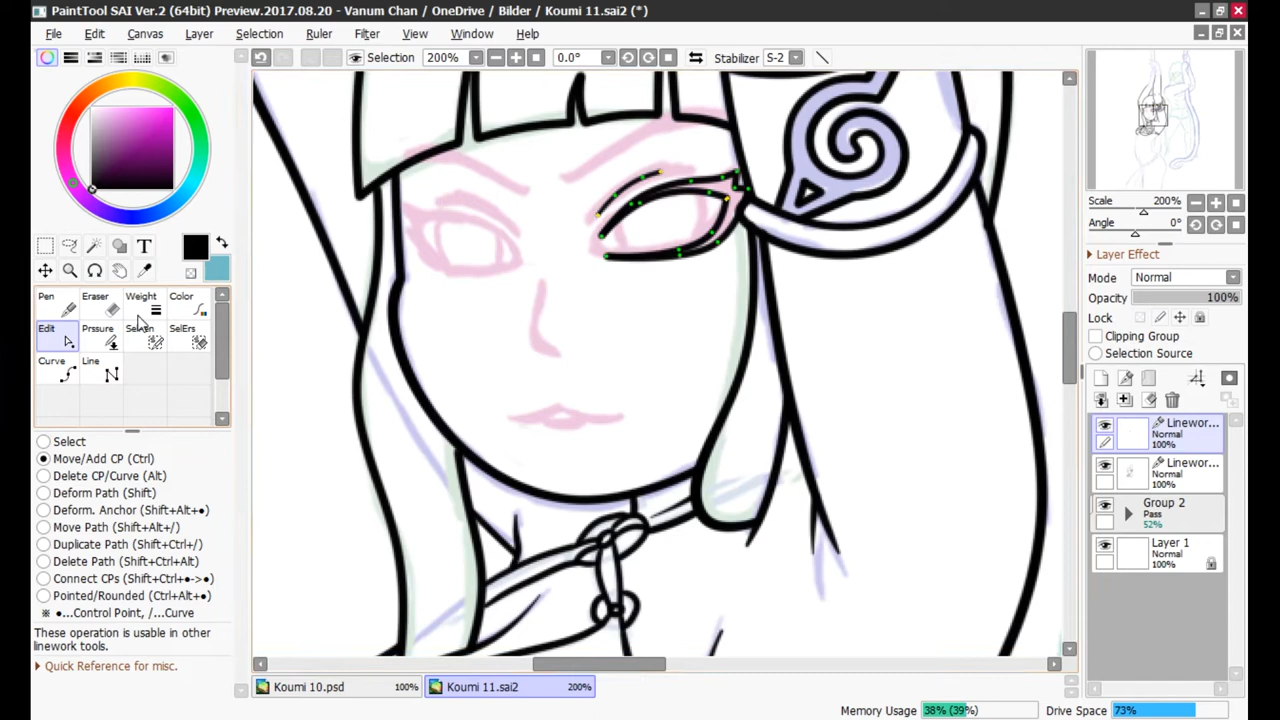 PaintTool SAI Ver.2 (64bit) Preview.2017.08.20 - Vanum Chan / OneDrive / Bilder / Koumi 11.sai2 (*)
File Edit Canvas Layer Selection Ruler Filter View Window Help
Selection 200% 0.0° Stabilizer S-2
Scale 200%
Angle 0°
Layer Effect
Mode Normal
Opacity 100%
Lock
Clipping Group
Selection Source
T
Pen Eraser Weight Color
Edit Prssure SelErs
Curve Line
Select
Move/Add CP (Ctrl)
Delete CP/Curve (Alt)
Deform Path (Shift)
Deform. Anchor (Shift+Alt+●)
Move Path (Shift+Alt+/)
Duplicate Path (Shift+Ctrl+/)
Delete Path (Shift+Ctrl+Alt)
Connect CPs (Shift+Ctrl+●->●)
Pointed/Rounded (Ctrl+Alt+●)
※ ●...Control Point, /...Curve
These operation is usable in other
linework tools.
Quick Reference for misc.
Linewor...
Normal
100%
Linewor...
Normal
100%
Group 2
Pass
52%
Layer 1
Normal
100%
Koumi 10.psd 100% Koumi 11.sai2 200%
Memory Usage 38% (39%) Drive Space 73%